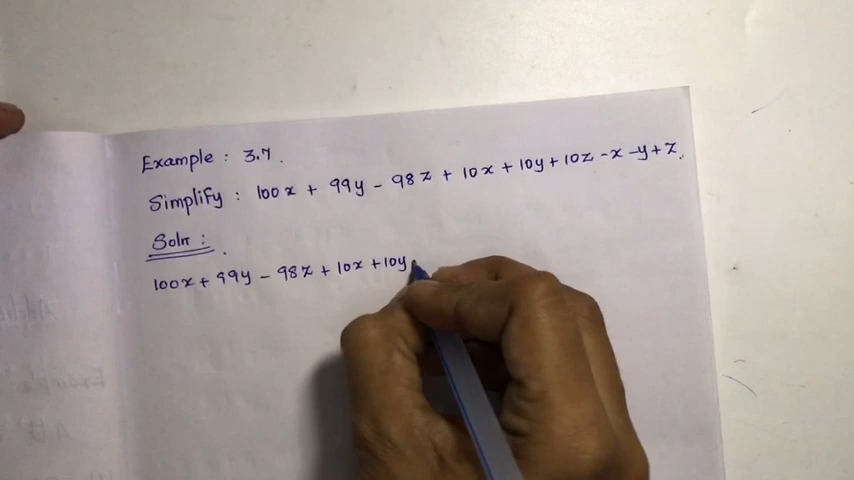 Example : 3.7.
Simplify : 100x + 99y - 98z + 10x + 10y + 10z - x - y + z.
Soln :
100x + 99y - 98z + 10x + 10y